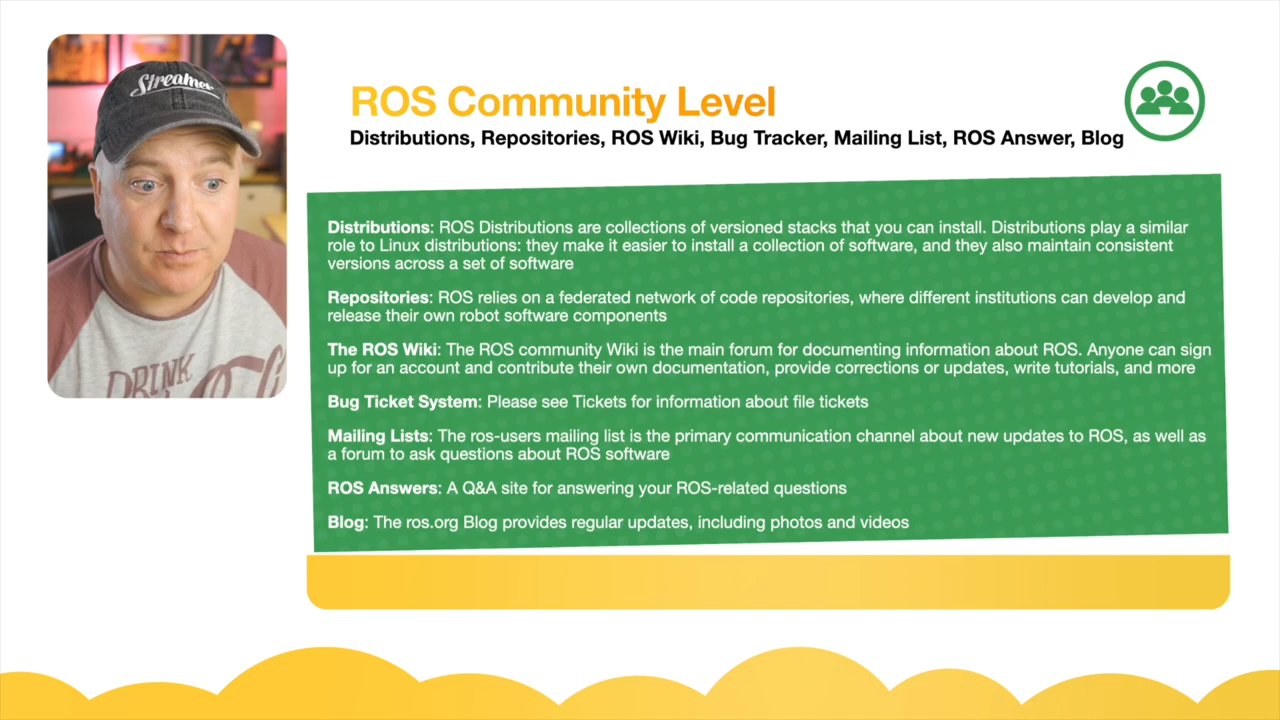 Streamer
ROS Community Level
Distributions, Repositories, ROS Wiki, Bug Tracker, Mailing List, ROS Answer, Blog
Distributions: ROS Distributions are collections of versioned stacks that you can install. Distributions play a similar
role to Linux distributions: they make it easier to install a collection of software, and they also maintain consistent
versions across a set of software
Repositories: ROS relies on a federated network of code repositories, where different institutions can develop and
release their own robot software components
The ROS Wiki: The ROS community Wiki is the main forum for documenting information about ROS. Anyone can sign
up for an account and contribute their own documentation, provide corrections or updates, write tutorials, and more
Bug Ticket System: Please see Tickets for information about file tickets
Mailing Lists: The ros-users mailing list is the primary communication channel about new updates to ROS, as well as
a forum to ask questions about ROS software
ROS Answers: A Q&A site for answering your ROS-related questions
Blog: The ros.org Blog provides regular updates, including photos and videos
DRINK